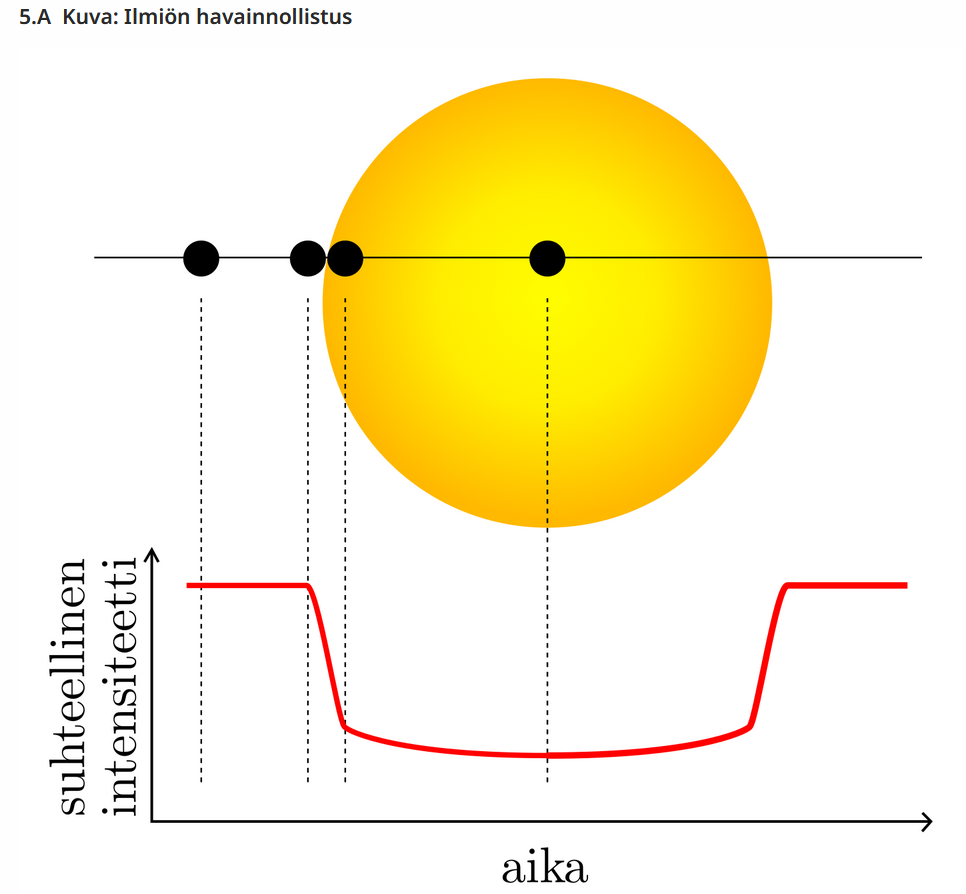 5.A Kuva: Ilmiön havainnollistus
suhteellinen
intensiteetti
aika